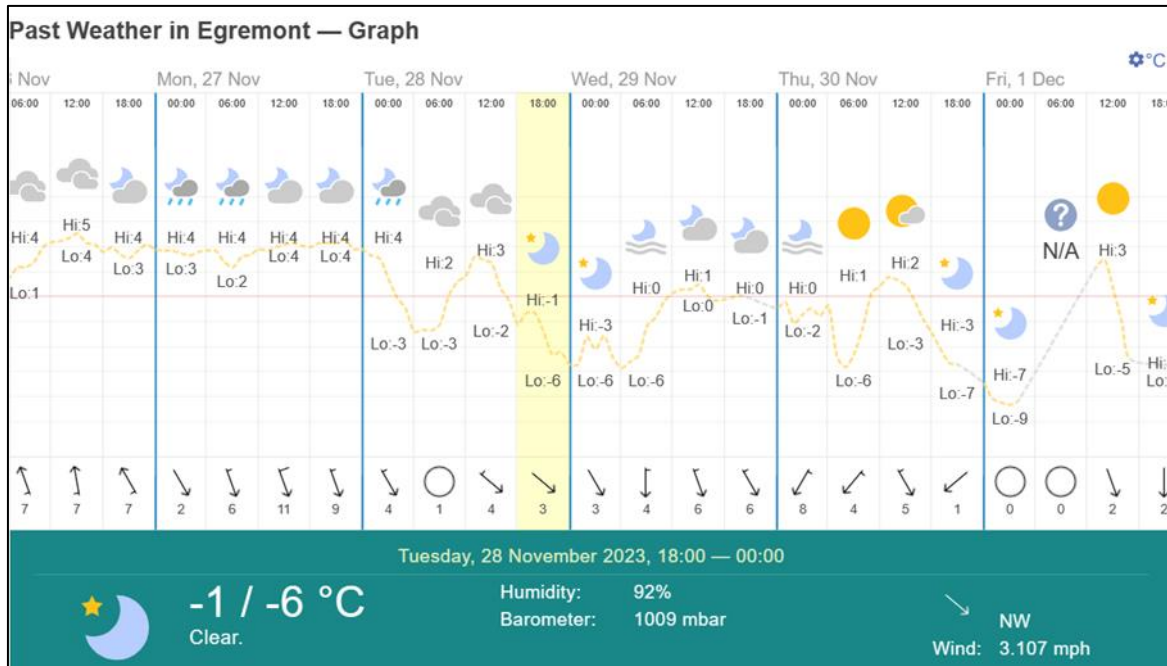 Past Weather in Egremont — Graph
°C
Nov Mon, 27 Nov Tue, 28 Nov Wed, 29 Nov Thu, 30 Nov Fri, 1 Dec
06:00 12:00 18:00 00:00 06:00 12:00 18:00 00:00 06:00 12:00 18:00 00:00 06:00 12:00 18:00 00:00 06:00 12:00 18:00 00:00 06:00 12:00
?
N/A
Hi:4 Hi:5 Hi:4 Hi:4 Hi:4 Hi:4 Hi:4 Hi:4 Hi:2 Hi:3 Hi:-1 Hi:-3 Hi:0 Hi:1 Hi:0 Hi:0 Hi:1 Hi:2 Hi:-3 Hi:-7 Hi:3
Lo:1 Lo:4 Lo:3 Lo:3 Lo:2 Lo:4 Lo:4 Lo:-3 Lo:-3 Lo:-2 Lo:-6 Lo:-6 Lo:-6 Lo:0 Lo:-1 Lo:-2 Lo:-6 Lo:-3 Lo:-7 Lo:-9 Lo:-5
7 7 7 2 6 11 9 4 1 4 3 3 4 6 6 8 4 5 1 0 0 2 2
Tuesday, 28 November 2023, 18:00 — 00:00
-1 / -6 °C
Clear.
Humidity: 92%
Barometer: 1009 mbar
NW
Wind: 3.107 mph